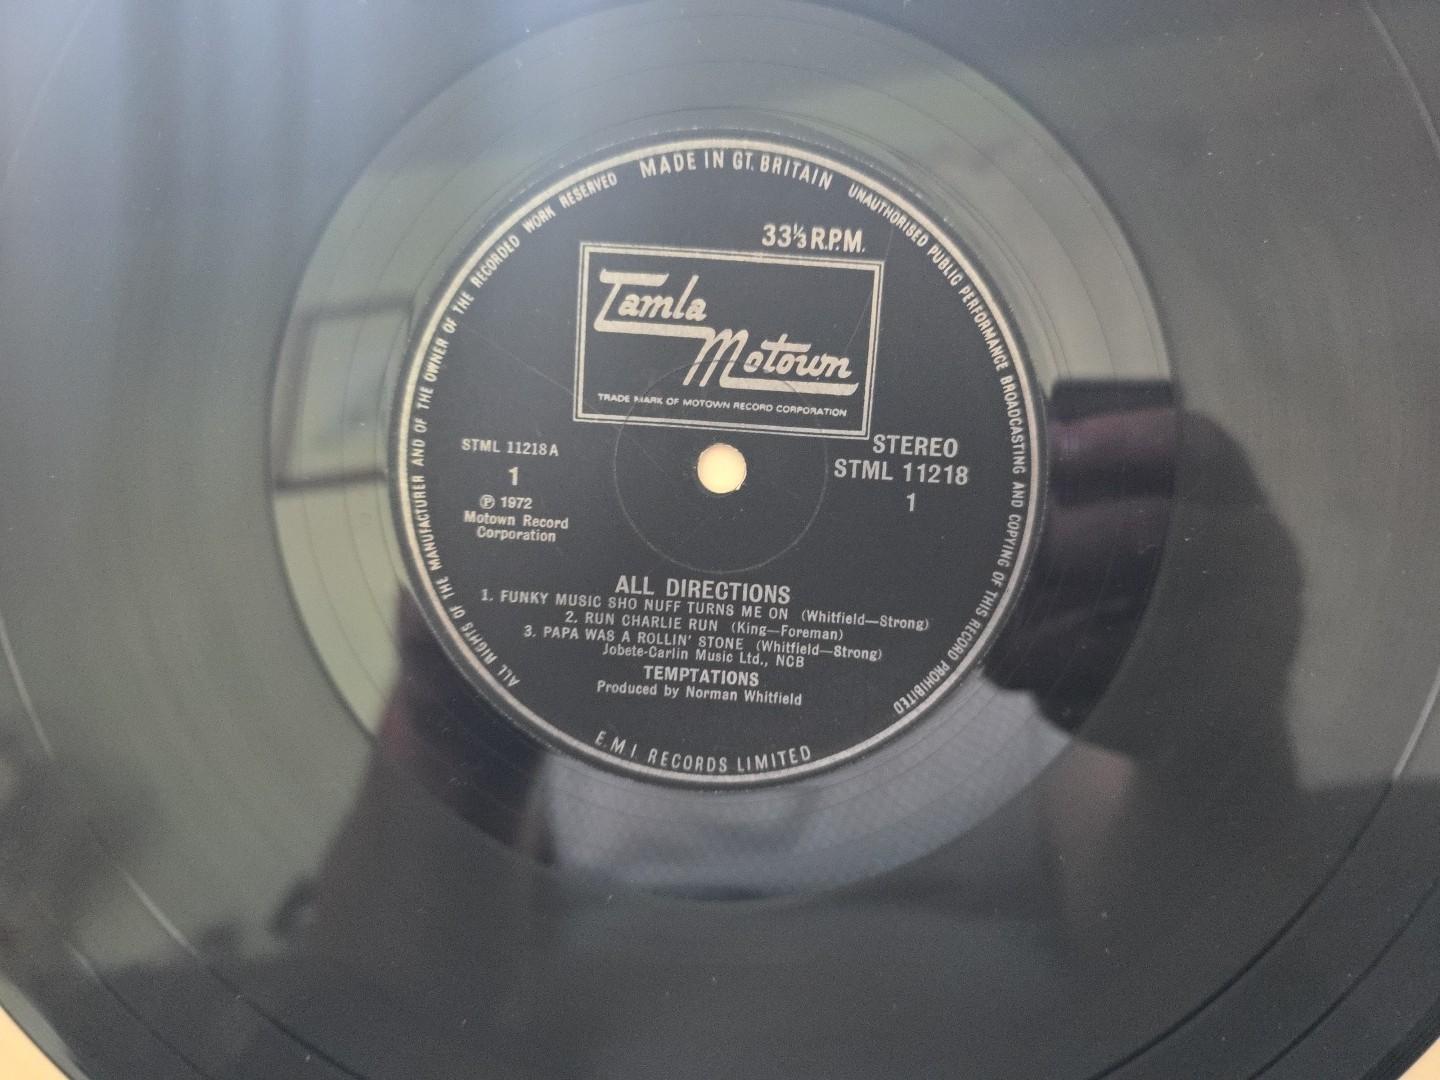 MADE IN GT. BRITAIN
UNAUTHORISED PUBLIC PERFORMANCE BROADCASTING AND COPYING OF THIS RECORD PROHIBITED
ALL RIGHTS OF THE MANUFACTURER AND OF THE OWNER OF THE RECORDED WORK RESERVED
33⅓ R.P.M.
Tamla
Motown
TRADE MARK OF MOTOWN RECORD CORPORATION
STML 11218A
1
℗ 1972
Motown Record
Corporation
STEREO
STML 11218
1
ALL DIRECTIONS
1. FUNKY MUSIC SHO NUFF TURNS ME ON (Whitfield—Strong)
2. RUN CHARLIE RUN (King—Foreman)
3. PAPA WAS A ROLLIN' STONE (Whitfield—Strong)
Jobete-Carlin Music Ltd., NCB
TEMPTATIONS
Produced by Norman Whitfield
E.M.I. RECORDS LIMITED